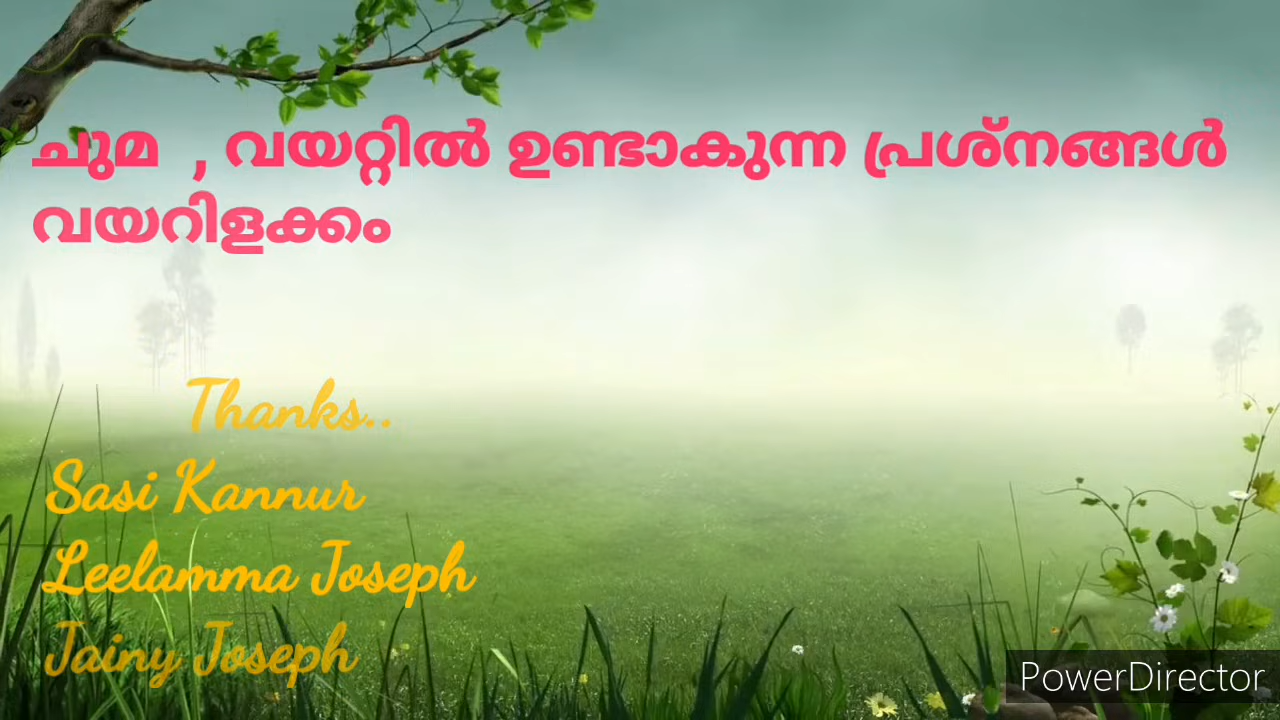 ചുമ , വയറ്റിൽ ഉണ്ടാകുന്ന പ്രശ്നങ്ങൾ
വയറിളക്കം
Thanks..
Sasi Kannur
Leelamma Joseph
Jainy Joseph
PowerDirector